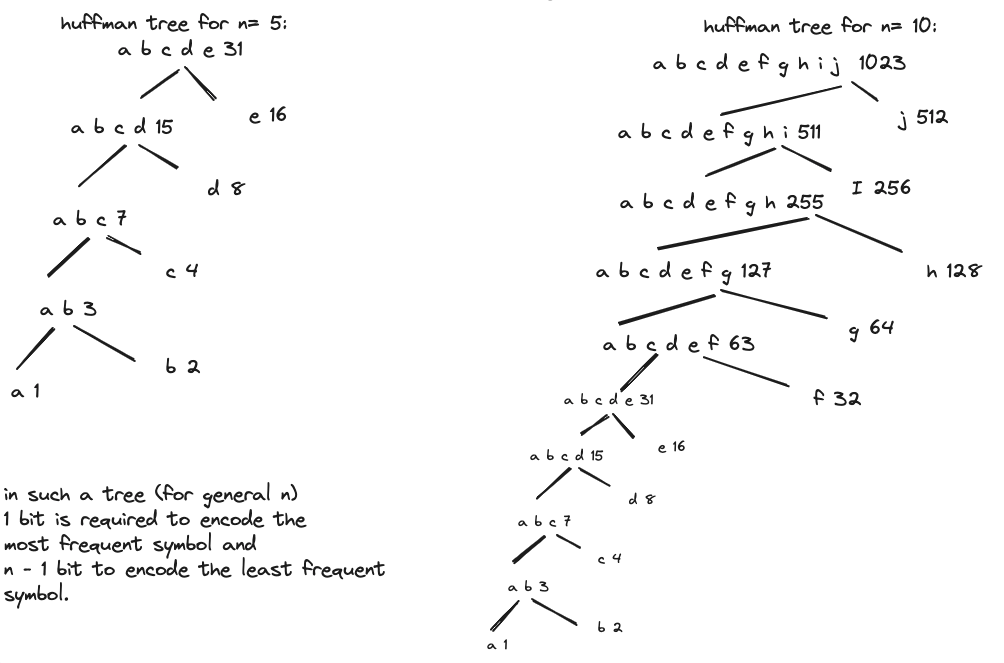 huffman tree for n= 5:
a b c d e 31
e 16
a b c d 15
d 8
a b c 7
c 4
a b 3
b 2
a 1
in such a tree (for general n)
1 bit is required to encode the
most frequent symbol and
n - 1 bit to encode the least frequent
symbol.
huffman tree for n= 10:
a b c d e f g h i j 1023
j 512
a b c d e f g h i 511
I 256
a b c d e f g h 255
h 128
a b c d e f g 127
g 64
a b c d e f 63
f 32
a b c d e 31
e 16
a b c d 15
d 8
a b c 7
c 4
a b 3
b 2
a 1